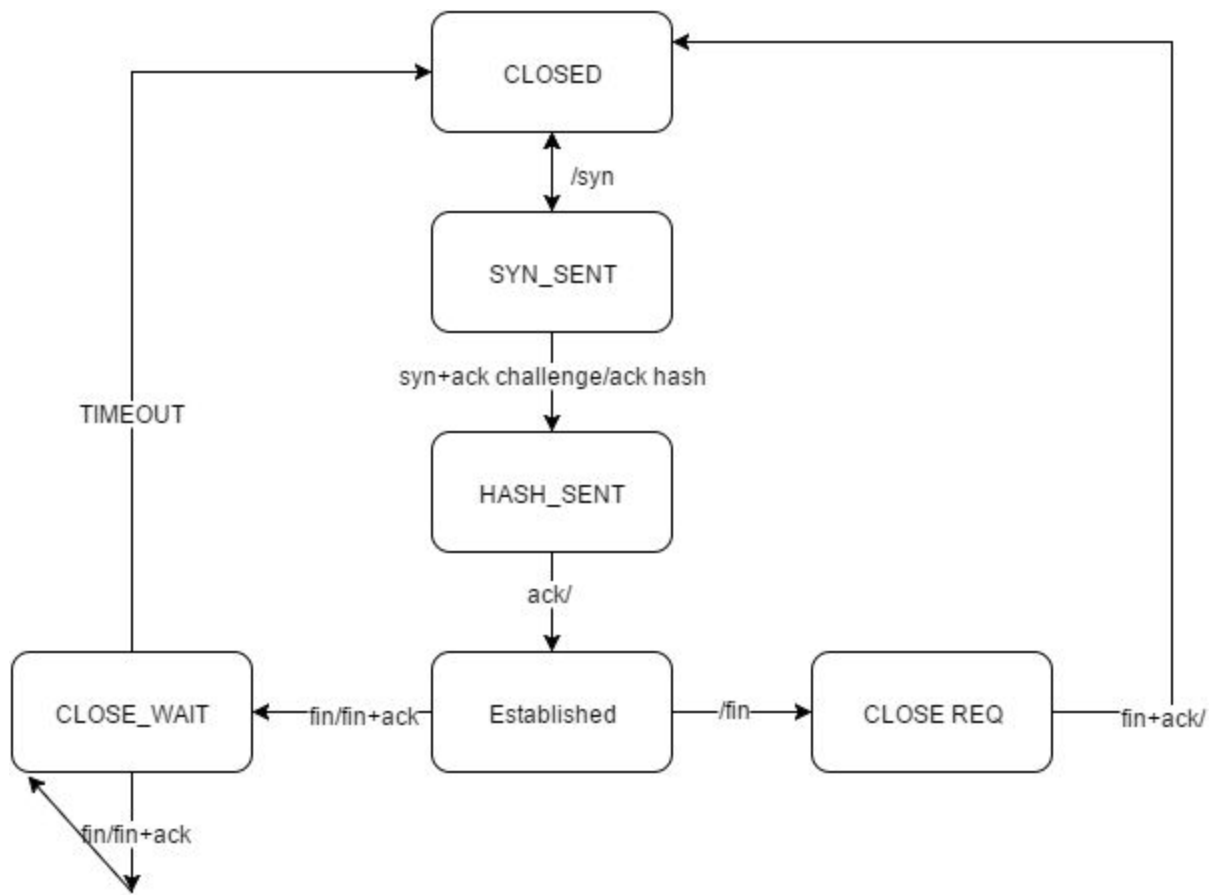 CLOSED
/syn
SYN_SENT
syn+ack challenge/ack hash
TIMEOUT
HASH_SENT
ack/
CLOSE_WAIT
fin/fin+ack
Established
/fin
CLOSE REQ
fin+ack/
fin/fin+ack